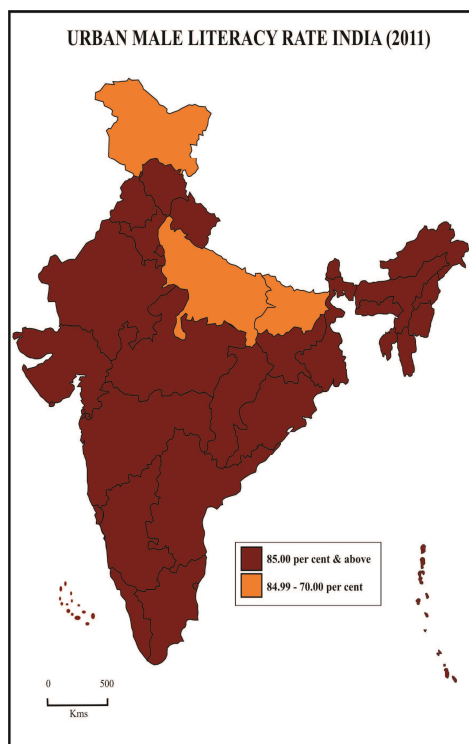 URBAN MALE LITERACY RATE INDIA (2011)
85.00 per cent & above
84.99 - 70.00 per cent
0 500
Kms